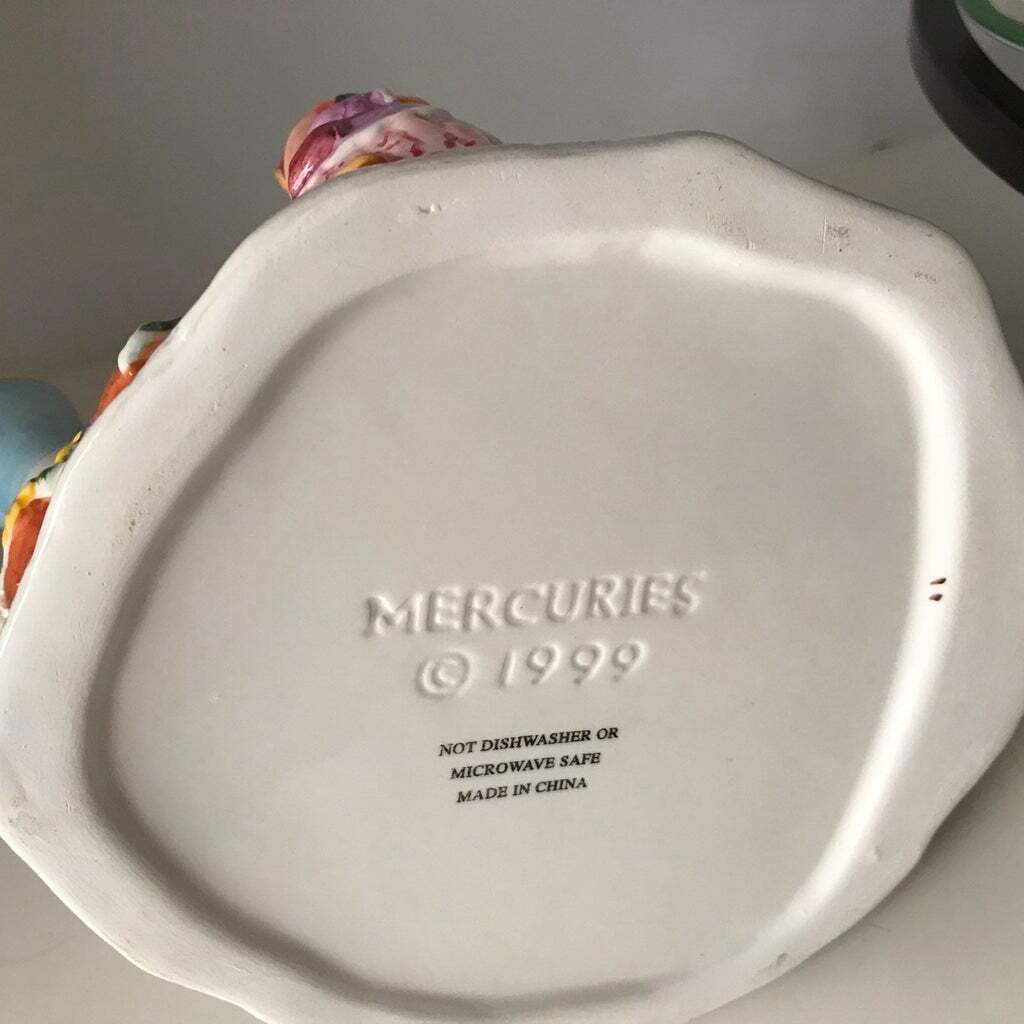 MERCURIES
© 1999
NOT DISHWASHER OR
MICROWAVE SAFE
MADE IN CHINA